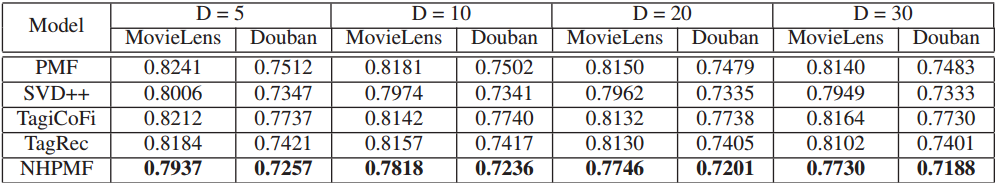 Model D = 5 D = 10 D = 20 D = 30
MovieLens Douban MovieLens Douban MovieLens Douban MovieLens Douban
PMF 0.8241 0.7512 0.8181 0.7502 0.8150 0.7479 0.8140 0.7483
SVD++ 0.8006 0.7347 0.7974 0.7341 0.7962 0.7335 0.7949 0.7333
TagiCoFi 0.8212 0.7737 0.8142 0.7740 0.8132 0.7738 0.8164 0.7730
TagRec 0.8184 0.7421 0.8157 0.7417 0.8130 0.7405 0.8102 0.7401
NHPMF 0.7937 0.7257 0.7818 0.7236 0.7746 0.7201 0.7730 0.7188